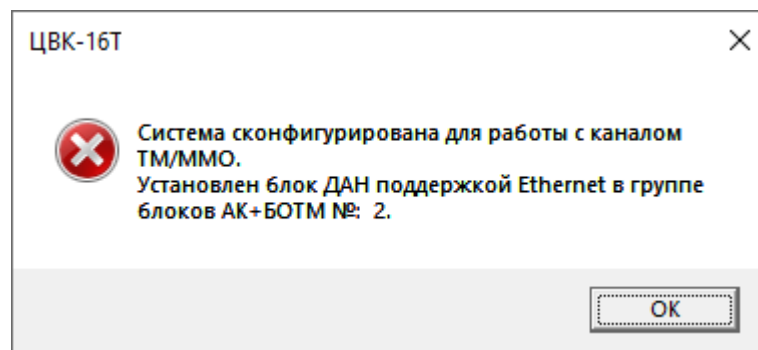 ЦВК-16Т
Система сконфигурирована для работы с каналом
ТМ/ММО.
Установлен блок ДАН поддержкой Ethernet в группе
блоков АК+БОТМ №:  2.
ОК